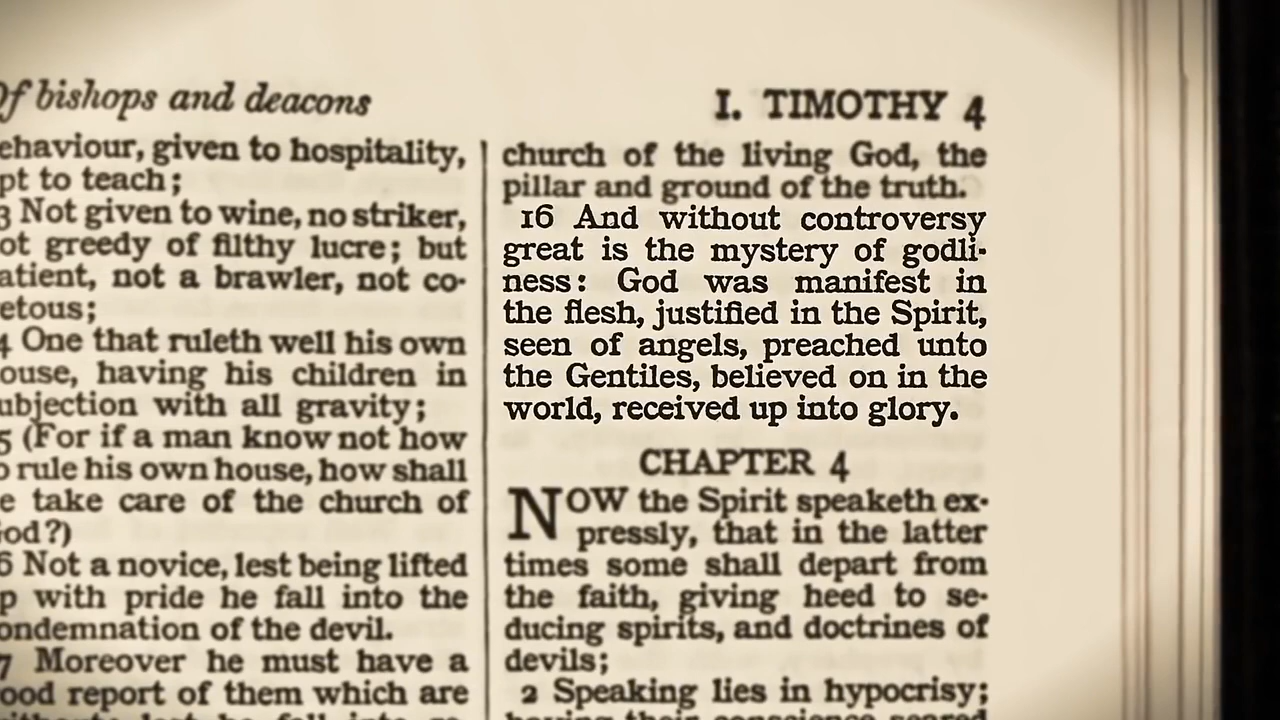 Of bishops and deacons
I. TIMOTHY 4
ehaviour, given to hospitality,
pt to teach;
3 Not given to wine, no striker,
ot greedy of filthy lucre; but
atient, not a brawler, not co-
etous;
4 One that ruleth well his own
ouse, having his children in
ubjection with all gravity;
5 (For if a man know not how
o rule his own house, how shall
e take care of the church of
God?)
6 Not a novice, lest being lifted
p with pride he fall into the
ondemnation of the devil.
7 Moreover he must have a
ood report of them which are
church of the living God, the
pillar and ground of the truth.
16 And without controversy
great is the mystery of godli-
ness: God was manifest in
the flesh, justified in the Spirit,
seen of angels, preached unto
the Gentiles, believed on in the
world, received up into glory.
CHAPTER 4
NOW the Spirit speaketh ex-
pressly, that in the latter
times some shall depart from
the faith, giving heed to se-
ducing spirits, and doctrines of
devils;
2 Speaking lies in hypocrisy;
having their conscience seared